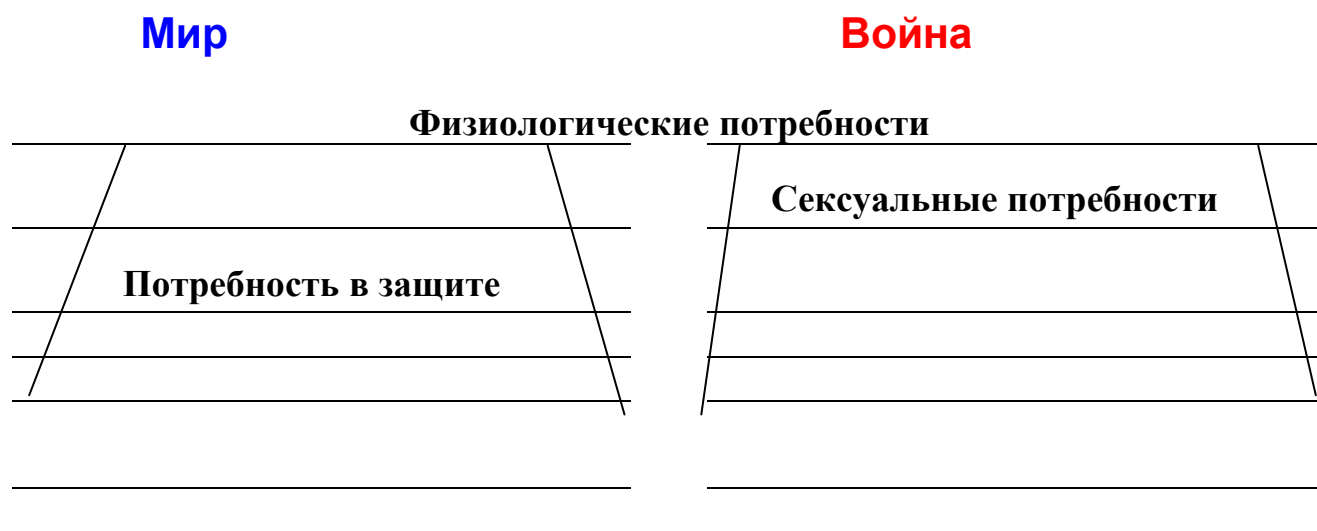 Мир Война
Физиологические потребности
Сексуальные потребности
Потребность в защите